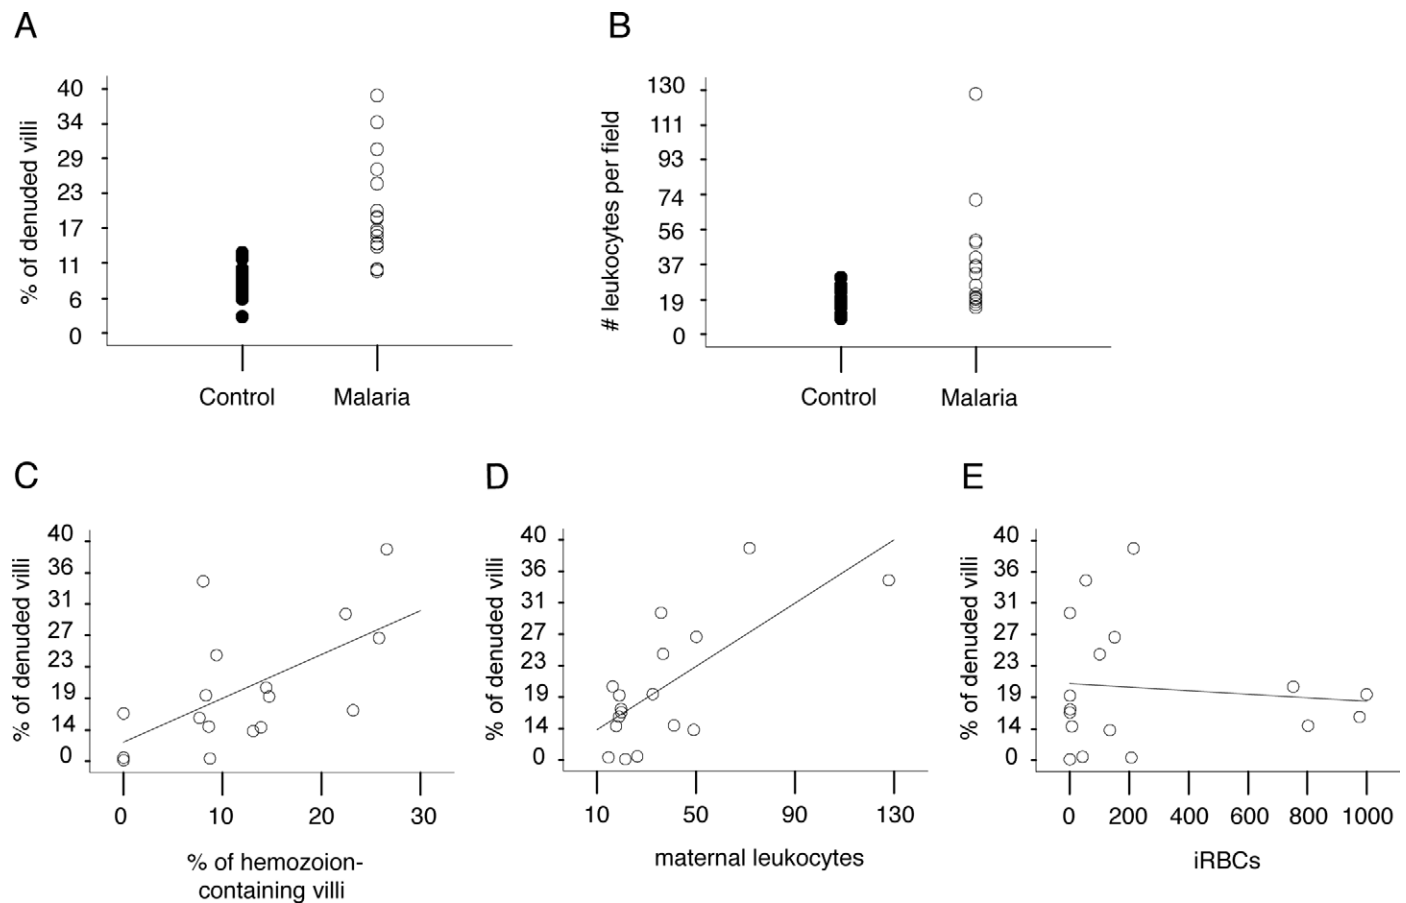 A
% of denuded villi
40
34
29
23
17
11
6
0
Control Malaria
B
# leukocytes per field
130
111
93
74
56
37
19
0
Control Malaria
C
% of denuded villi
40
36
31
27
23
19
14
0
0 10 20 30
% of hemozoion-
containing villi
D
% of denuded villi
40
36
31
27
23
19
14
0
10 50 90 130
maternal leukocytes
E
% of denuded villi
40
36
31
27
23
19
14
0
0 200 400 600 800 1000
iRBCs